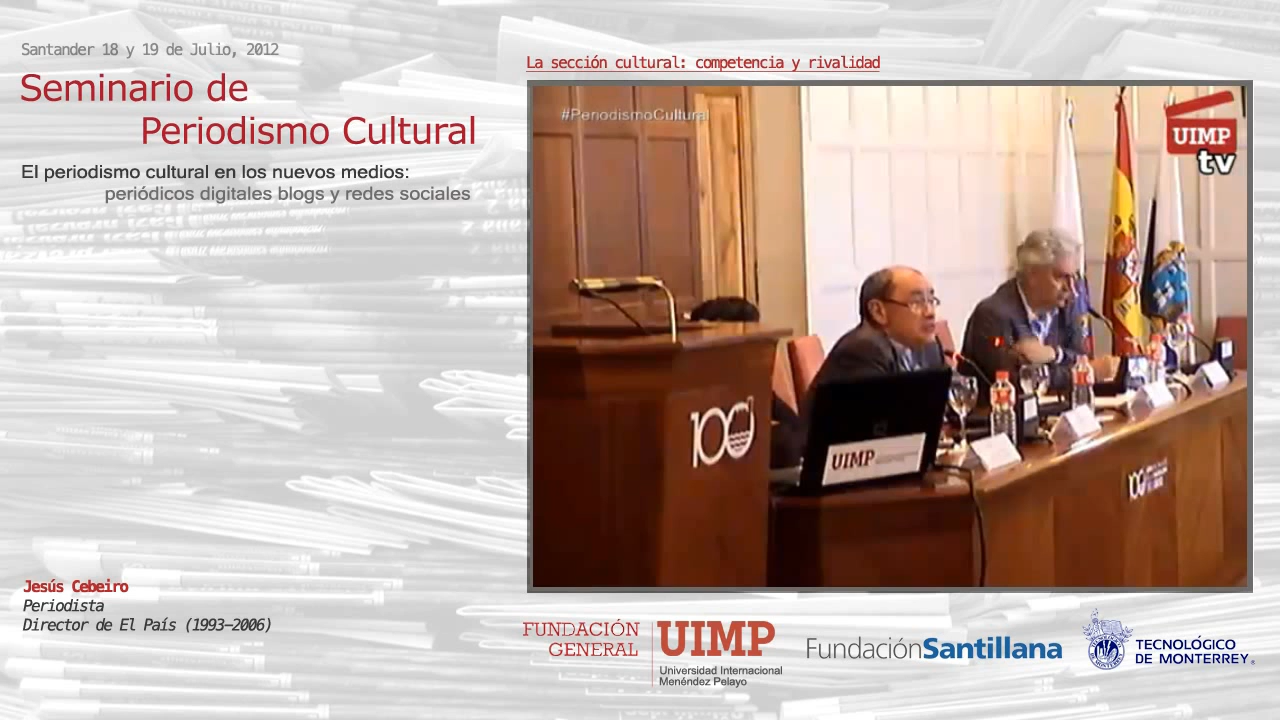 Santander 18 y 19 de Julio, 2012
Seminario de
Periodismo Cultural
El periodismo cultural en los nuevos medios:
periódicos digitales blogs y redes sociales
La sección cultural: competencia y rivalidad
#PeriodismoCultural
UIMP
tv
100
UIMP
100
Jesús Cebeiro
Periodista
Director de El País (1993–2006)
FUNDACIÓN
GENERAL
UIMP
Universidad Internacional
Menéndez Pelayo
FundaciónSantillana
TECNOLÓGICO
DE MONTERREY®